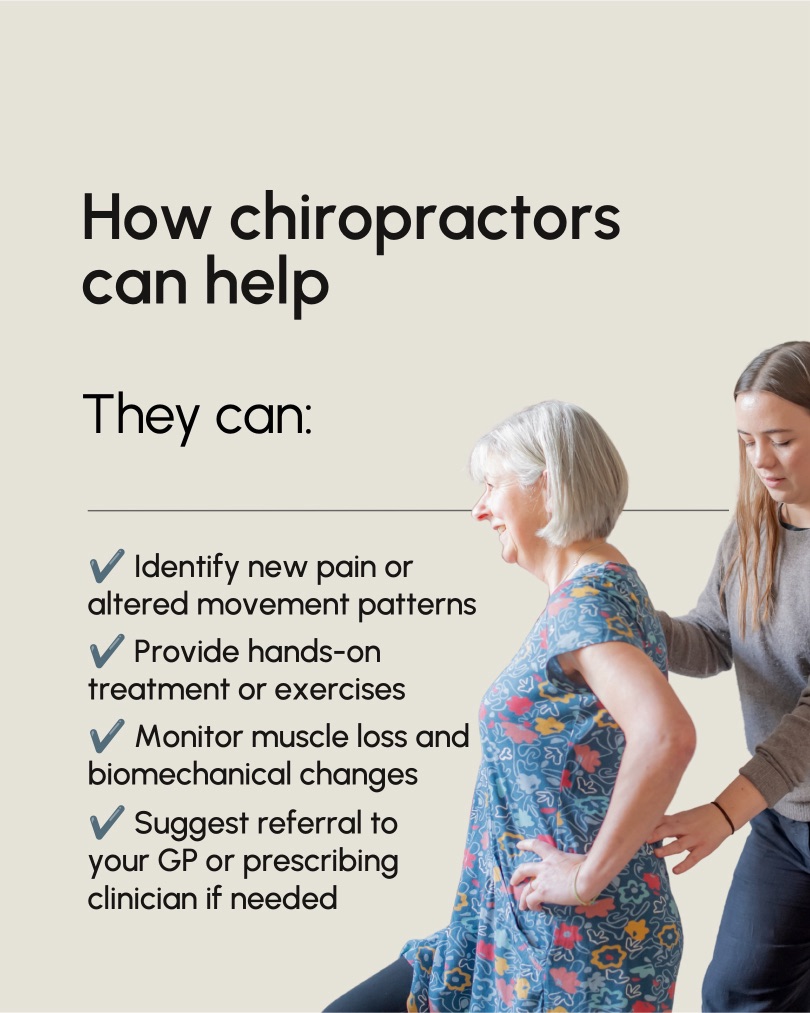 How chiropractors
can help
They can:
✔ Identify new pain or
altered movement patterns
✔ Provide hands-on
treatment or exercises
✔ Monitor muscle loss and
biomechanical changes
✔ Suggest referral to
your GP or prescribing
clinician if needed